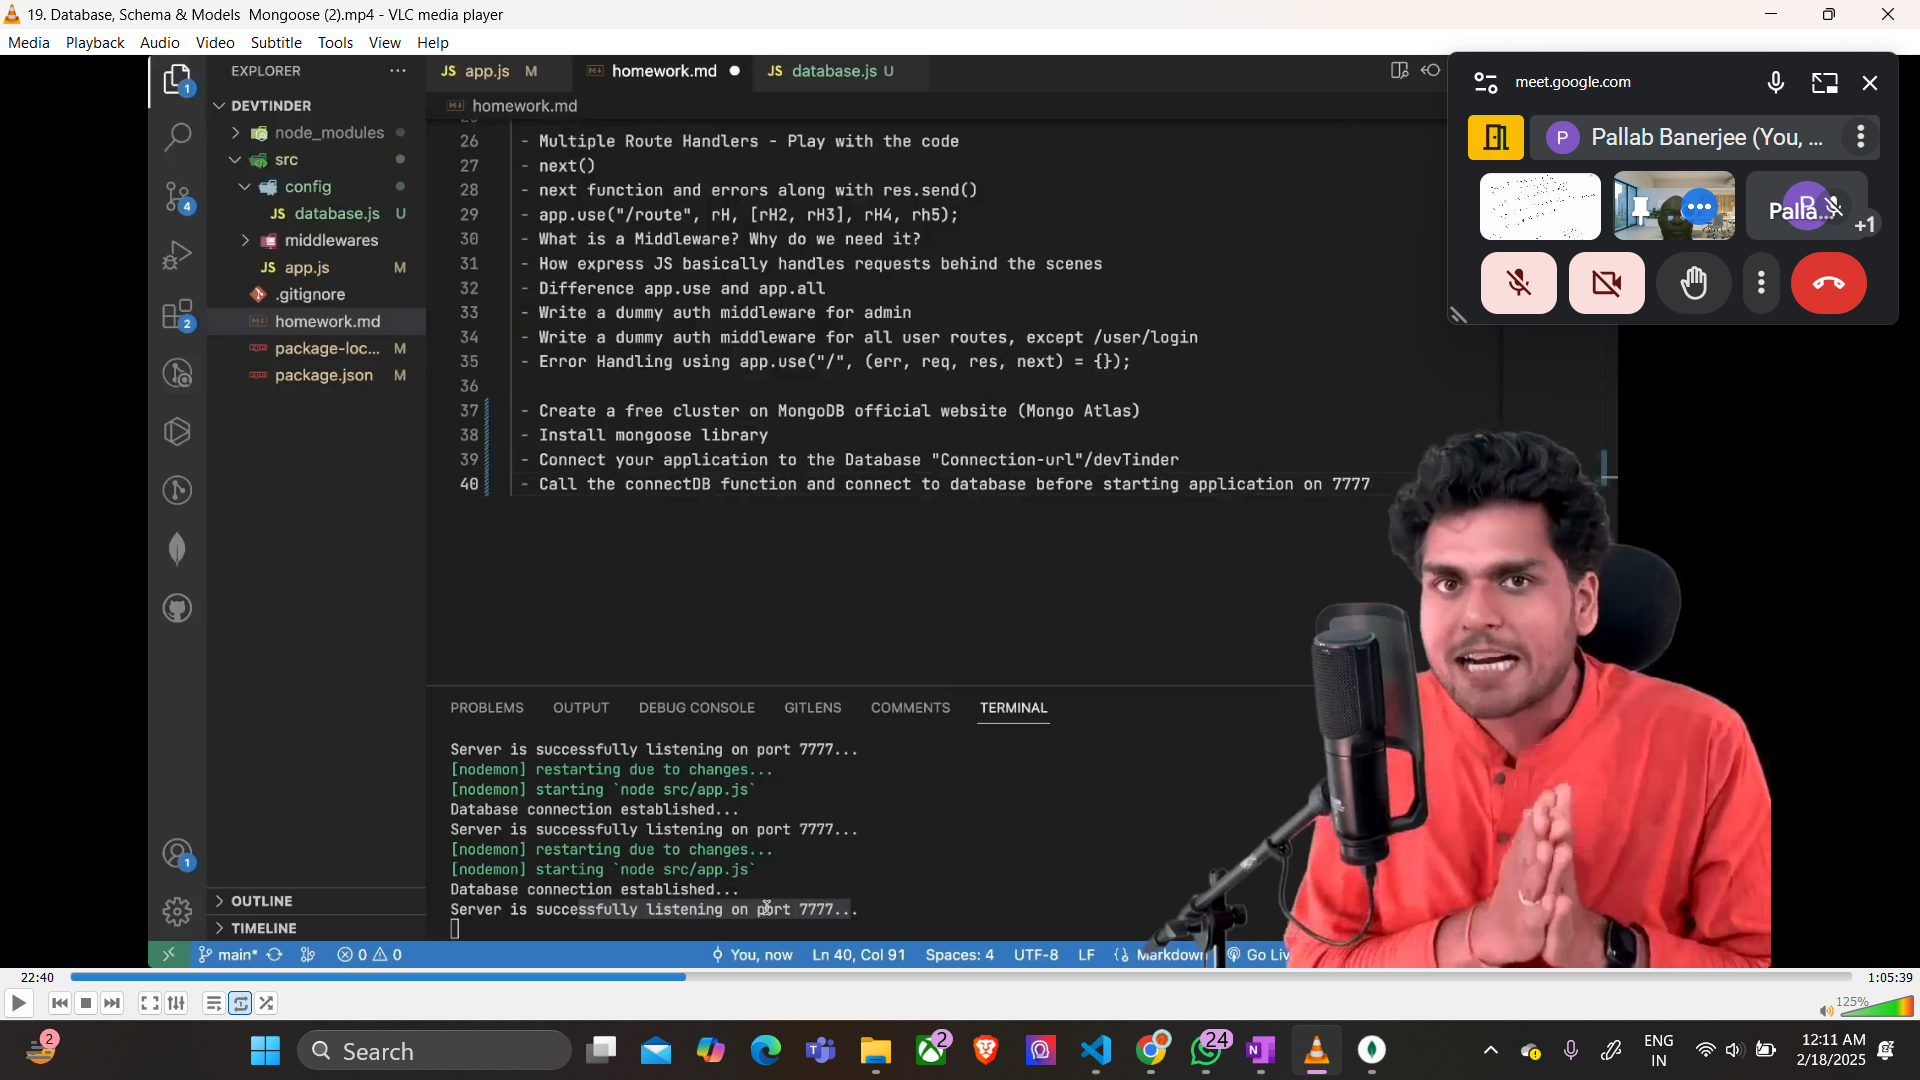 19. Database, Schema & Models  Mongoose (2).mp4 - VLC media player
Media Playback Audio Video Subtitle Tools View Help
EXPLORER
DEVTINDER
node_modules
src
config
JS database.js U
middlewares
JS app.js M
.gitignore
homework.md
package-loc... M
package.json M
OUTLINE
TIMELINE
1
4
2
1
JS app.js M
homework.md
JS database.js U
homework.md
26 - Multiple Route Handlers - Play with the code
27 - next()
28 - next function and errors along with res.send()
29 - app.use("/route", rH, [rH2, rH3], rH4, rh5);
30 - What is a Middleware? Why do we need it?
31 - How express JS basically handles requests behind the scenes
32 - Difference app.use and app.all
33 - Write a dummy auth middleware for admin
34 - Write a dummy auth middleware for all user routes, except /user/login
35 - Error Handling using app.use("/", (err, req, res, next) = {});
36
37 - Create a free cluster on MongoDB official website (Mongo Atlas)
38 - Install mongoose library
39 - Connect your application to the Database "Connection-url"/devTinder
40 - Call the connectDB function and connect to database before starting application on 7777
PROBLEMS OUTPUT DEBUG CONSOLE GITLENS COMMENTS TERMINAL
Server is successfully listening on port 7777...
[nodemon] restarting due to changes...
[nodemon] starting `node src/app.js`
Database connection established...
Server is successfully listening on port 7777...
[nodemon] restarting due to changes...
[nodemon] starting `node src/app.js`
Database connection established...
Server is successfully listening on port 7777...
main* 0 0 You, now Ln 40, Col 91 Spaces: 4 UTF-8 LF {} Markdown Go Liv
meet.google.com
P Pallab Banerjee (You, ...
Palla...
+1
22:40
1:05:39
125%
2
Search
2
24
ENG
IN
12:11 AM
2/18/2025